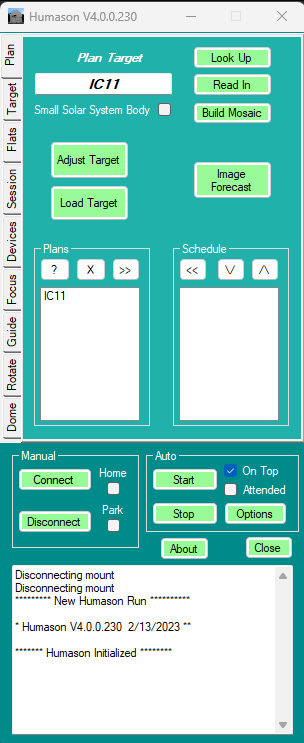 Humason V4.0.0.230
Plan
Target
Flats
Session
Devices
Focus
Guide
Rotate
Dome
Plan Target
IC11
Small Solar System Body
Look Up
Read In
Build Mosaic
Adjust Target
Load Target
Image
Forecast
Plans
? X >>
IC11
Schedule
<< \/ /\
Manual
Connect
Home
Disconnect
Park
Auto
Start
On Top
Attended
Stop
Options
About
Close
Disconnecting mount
Disconnecting mount
********* New Humason Run **********
* Humason V4.0.0.230  2/13/2023 **
******* Humason Initialized ********